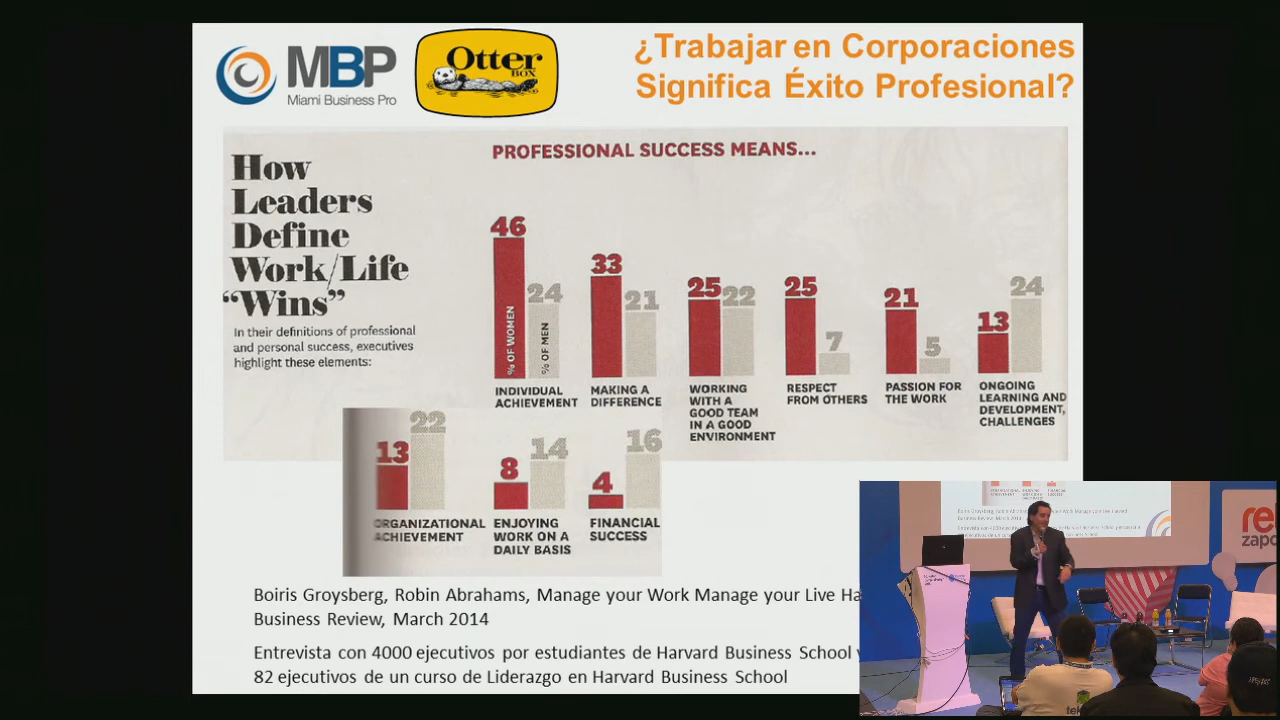 MBP
Miami Business Pro
Otter
BOX
¿Trabajar en Corporaciones
Significa Éxito Profesional?
How
Leaders
Define
Work/Life
“Wins”
In their definitions of professional
and personal success, executives
highlight these elements:
PROFESSIONAL SUCCESS MEANS...
46
% OF WOMEN
24
% OF MEN
INDIVIDUAL
ACHIEVEMENT
33
21
MAKING A
DIFFERENCE
25
22
WORKING
WITH A
GOOD TEAM
IN A GOOD
ENVIRONMENT
25
7
RESPECT
FROM OTHERS
21
5
PASSION FOR
THE WORK
13
24
ONGOING
LEARNING AND
DEVELOPMENT,
CHALLENGES
13
22
ORGANIZATIONAL
ACHIEVEMENT
8
14
ENJOYING
WORK ON A
DAILY BASIS
4
16
FINANCIAL
SUCCESS
Boiris Groysberg, Robin Abrahams, Manage your Work Manage your Live Ha
Business Review, March 2014
Entrevista con 4000 ejecutivos por estudiantes de Harvard Business School y
82 ejecutivos de un curso de Liderazgo en Harvard Business School